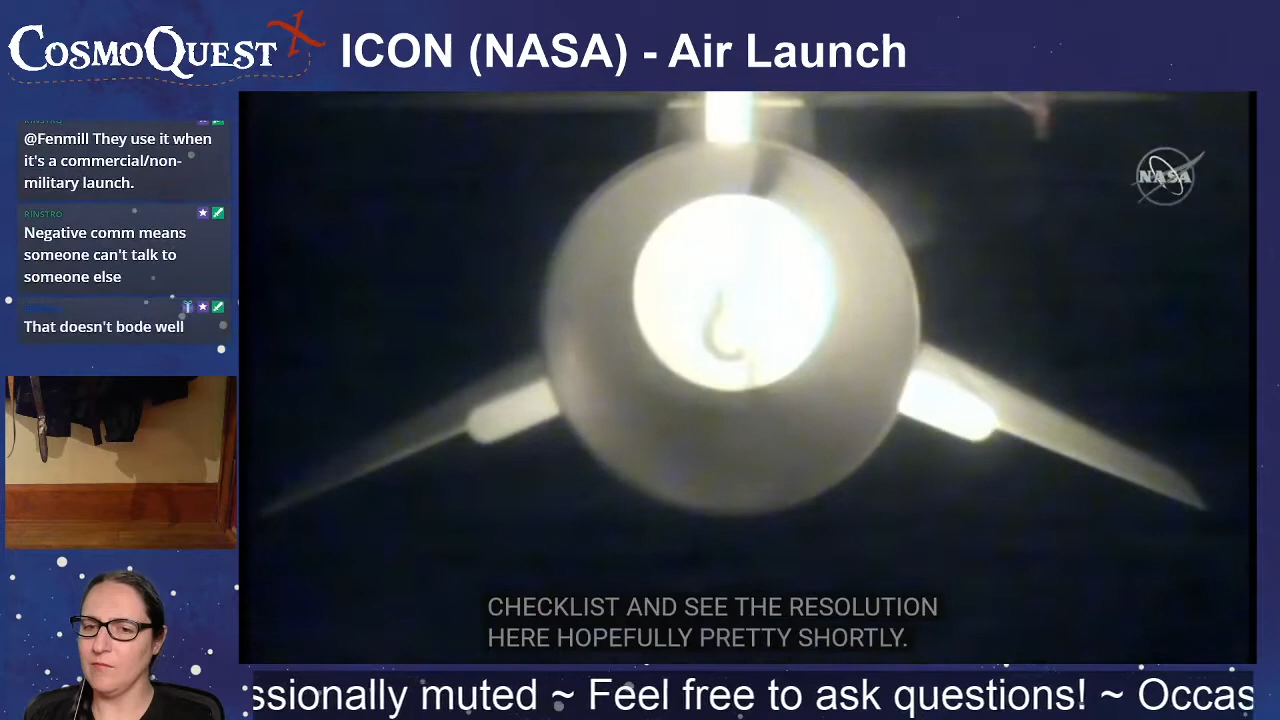 COSMOQUESTX
ICON (NASA) - Air Launch
RINSTRO
@Fenmill They use it when
it's a commercial/non-
military launch.
RINSTRO
Negative comm means
someone can't talk to
someone else
That doesn't bode well
NASA
CHECKLIST AND SEE THE RESOLUTION
HERE HOPEFULLY PRETTY SHORTLY.
ssionally muted ~ Feel free to ask questions! ~ Occas